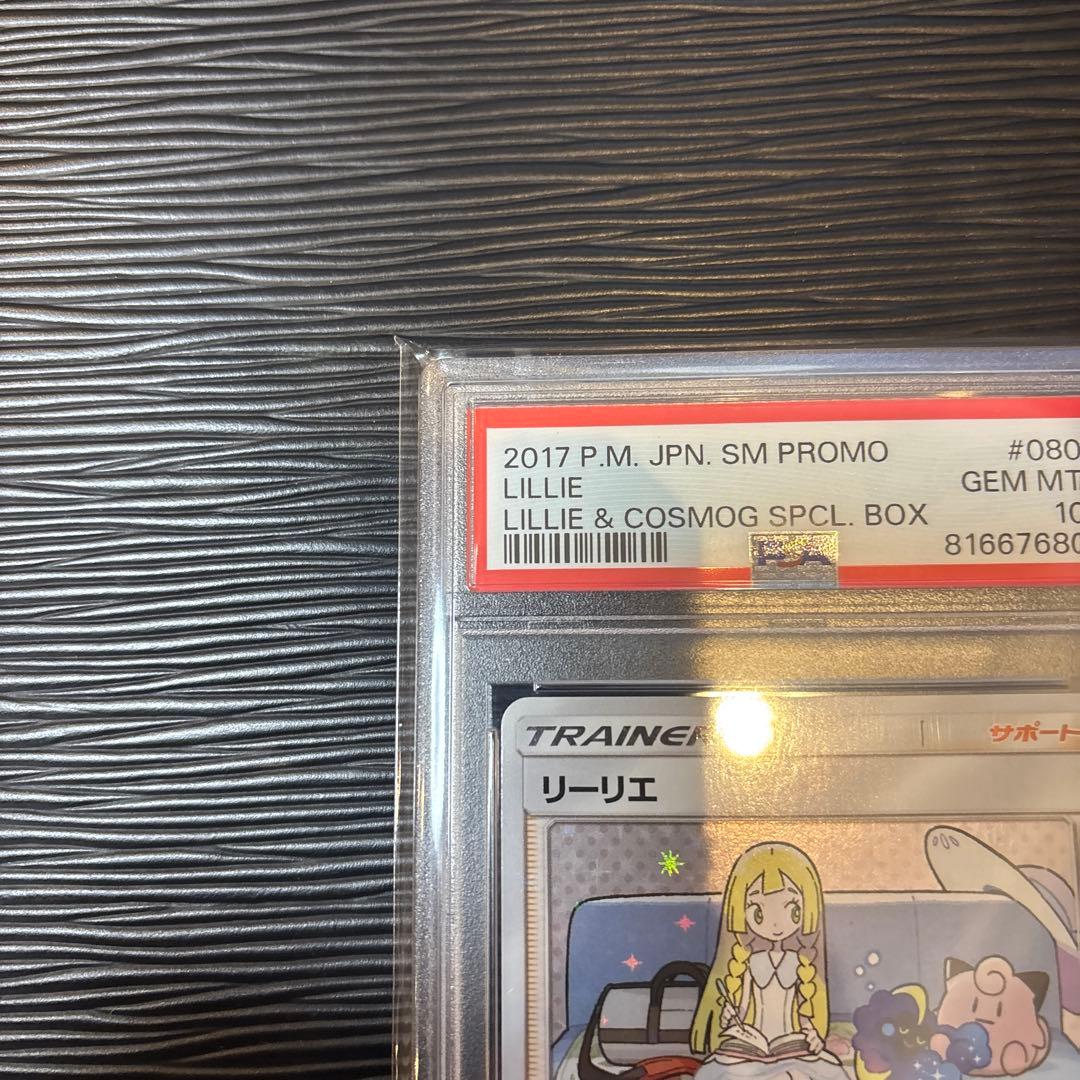 2017 P.M. JPN. SM PROMO #080
LILLIE GEM MT
LILLIE & COSMOG SPCL. BOX 10
81667680
PSA
TRAINER サポート
リーリエ